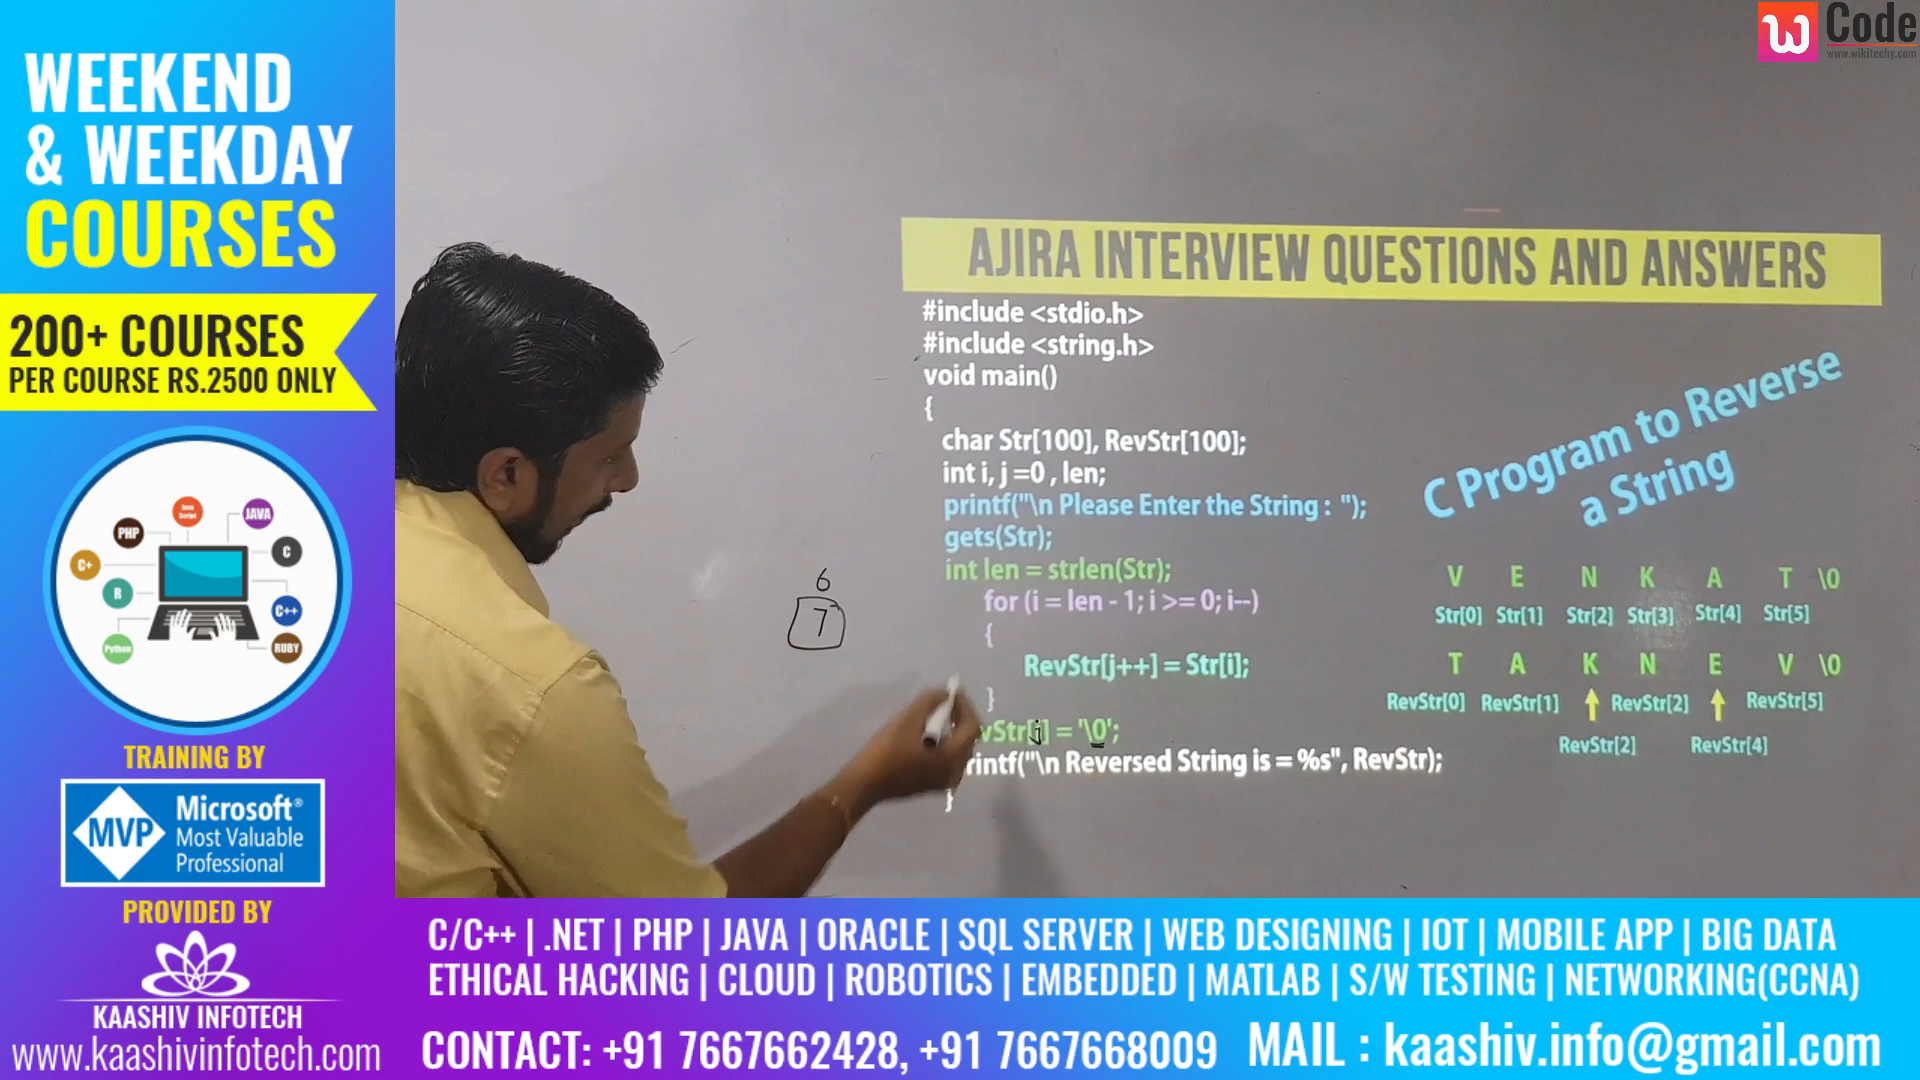 WEEKEND
& WEEKDAY
COURSES
200+ COURSES
PER COURSE RS.2500 ONLY
Java Script
PHP
JAVA
C+
C
R
C++
Python
RUBY
TRAINING BY
MVP
Microsoft®
Most Valuable
Professional
PROVIDED BY
KAASHIV INFOTECH
www.kaashivinfotech.com
W Code
www.wikitechy.com
AJIRA INTERVIEW QUESTIONS AND ANSWERS
#include <stdio.h>
#include <string.h>
void main()
{
char Str[100], RevStr[100];
int i, j =0 , len;
printf("\n Please Enter the String : ");
gets(Str);
int len = strlen(Str);
for (i = len - 1; i >= 0; i--)
{
RevStr[j++] = Str[i];
}
vStr[j] = '\0';
rintf("\n Reversed String is = %s", RevStr);
}
6
7
C Program to Reverse
a String
V E N K A T \0
Str[0] Str[1] Str[2] Str[3] Str[4] Str[5]
T A K N E V \0
RevStr[0] RevStr[1] RevStr[2] RevStr[5]
RevStr[2] RevStr[4]
C/C++ | .NET | PHP | JAVA | ORACLE | SQL SERVER | WEB DESIGNING | IOT | MOBILE APP | BIG DATA
ETHICAL HACKING | CLOUD | ROBOTICS | EMBEDDED | MATLAB | S/W TESTING | NETWORKING(CCNA)
CONTACT: +91 7667662428, +91 7667668009 MAIL : kaashiv.info@gmail.com